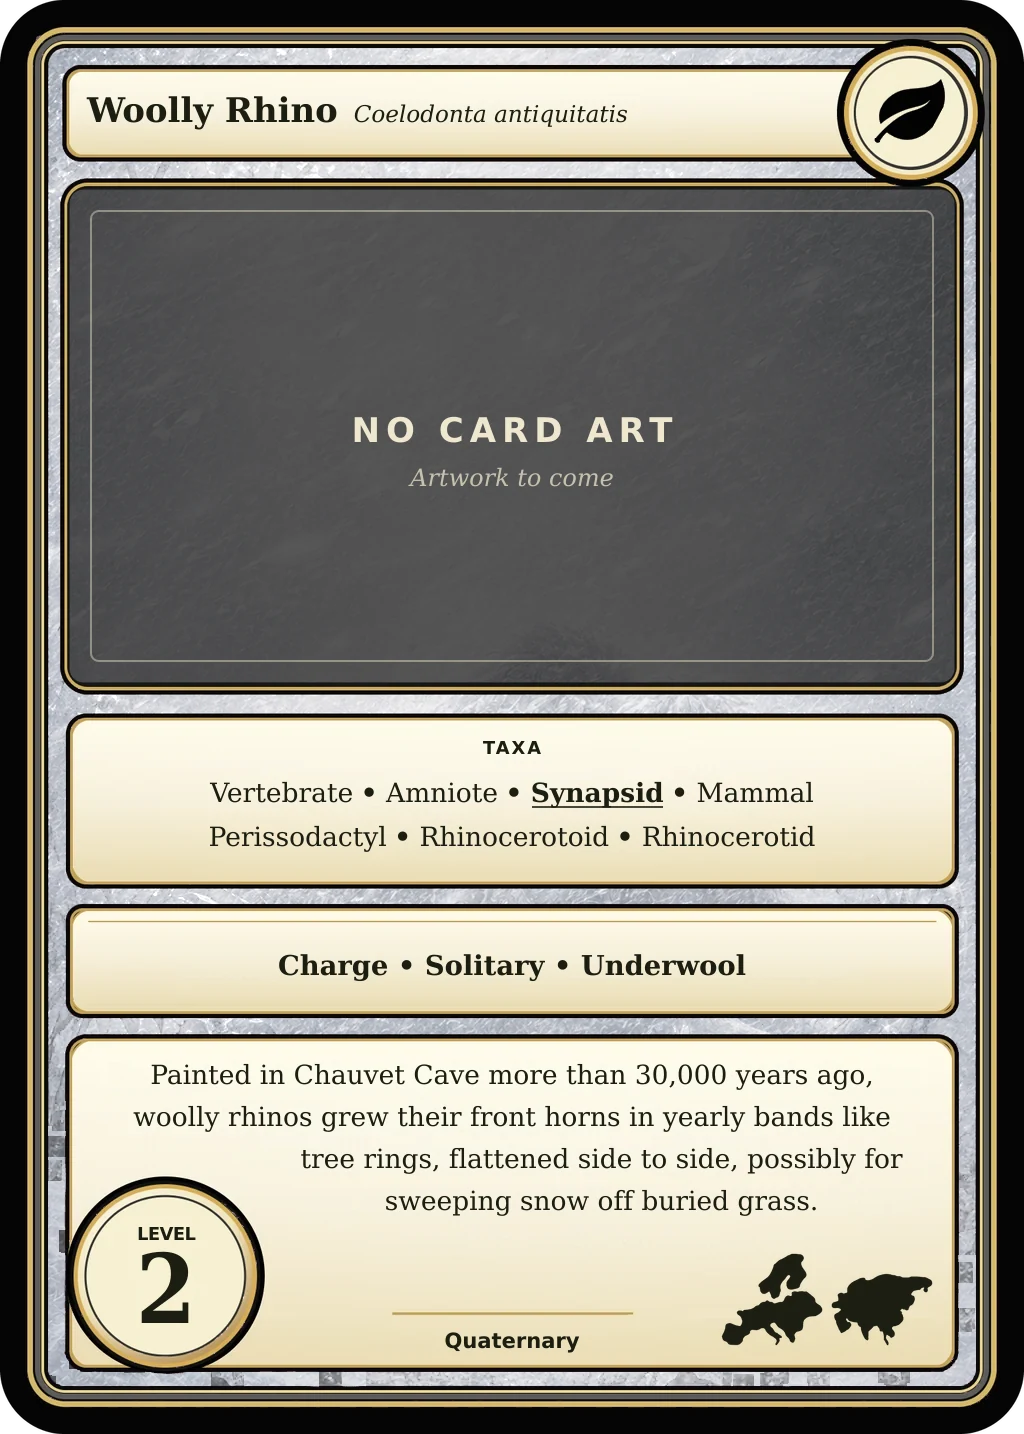 Woolly Rhino Coelodonta antiquitatis
NO CARD ART
Artwork to come
TAXA
Vertebrate • Amniote • Synapsid • Mammal
Perissodactyl • Rhinocerotoid • Rhinocerotid
Charge • Solitary • Underwool
Painted in Chauvet Cave more than 30,000 years ago,
woolly rhinos grew their front horns in yearly bands like
tree rings, flattened side to side, possibly for
sweeping snow off buried grass.
LEVEL
2
Quaternary